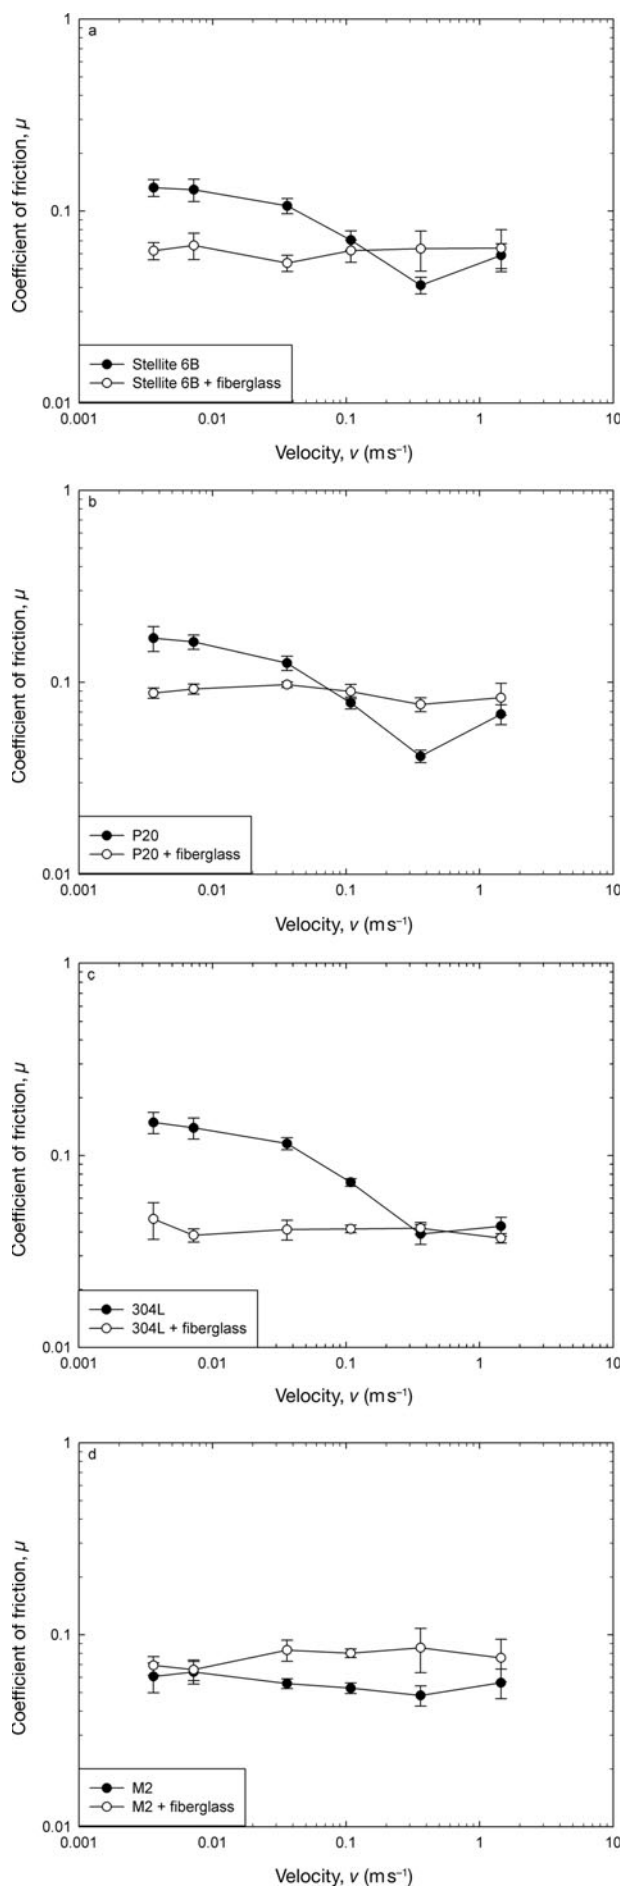 a
1
0.1
0.01
Coefficient of friction, μ
Stellite 6B
Stellite 6B + fiberglass
0.001 0.01 0.1 1 10
Velocity, v (m s⁻¹)
b
1
0.1
0.01
Coefficient of friction, μ
P20
P20 + fiberglass
0.001 0.01 0.1 1 10
Velocity, v (m s⁻¹)
c
1
0.1
0.01
Coefficient of friction, μ
304L
304L + fiberglass
0.001 0.01 0.1 1 10
Velocity, v (m s⁻¹)
d
1
0.1
0.01
Coefficient of friction, μ
M2
M2 + fiberglass
0.001 0.01 0.1 1 10
Velocity, v (m s⁻¹)